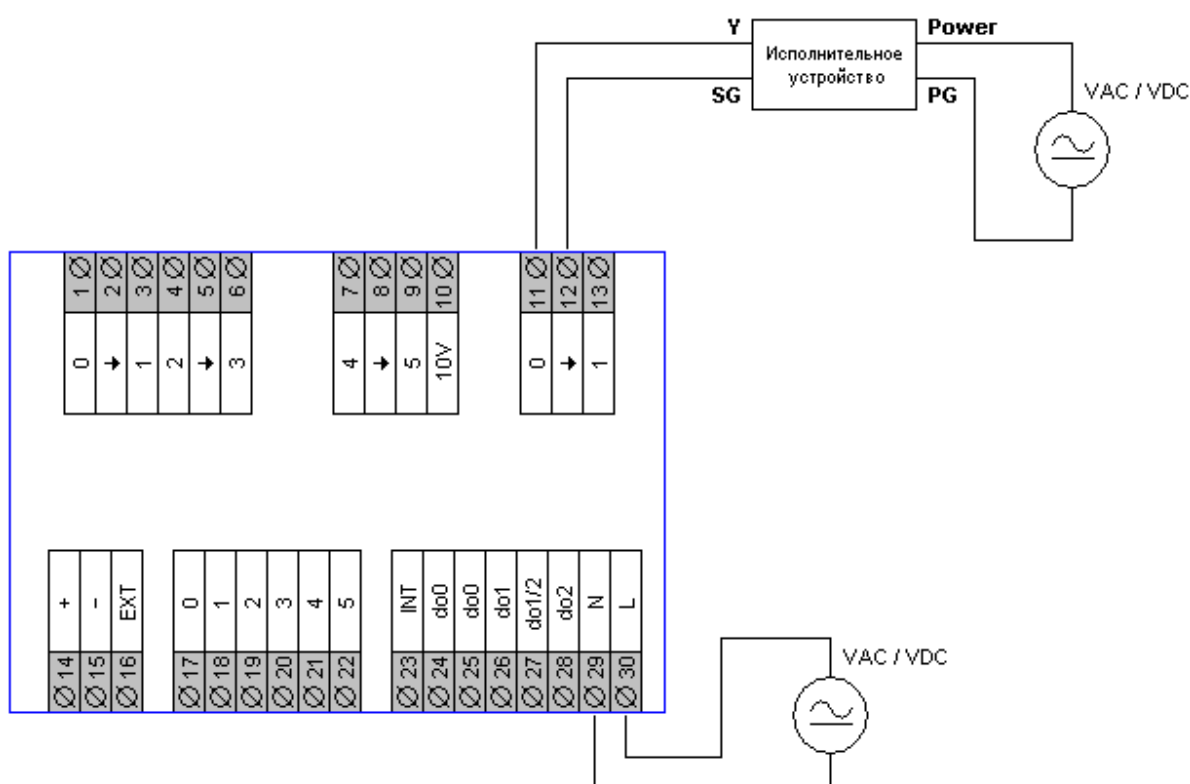 Y
Power
Исполнительное
устройство
SG
PG
VAC / VDC
1 2 3 4 5 6
7 8 9 10
11 12 13
0 1 2 3
4 5 10V
0 1
+ - EXT
0 1 2 3 4 5
INT do0 do0 do1 do1/2 do2 N L
VAC / VDC
14 15 16
17 18 19 20 21 22
23 24 25 26 27 28 29 30